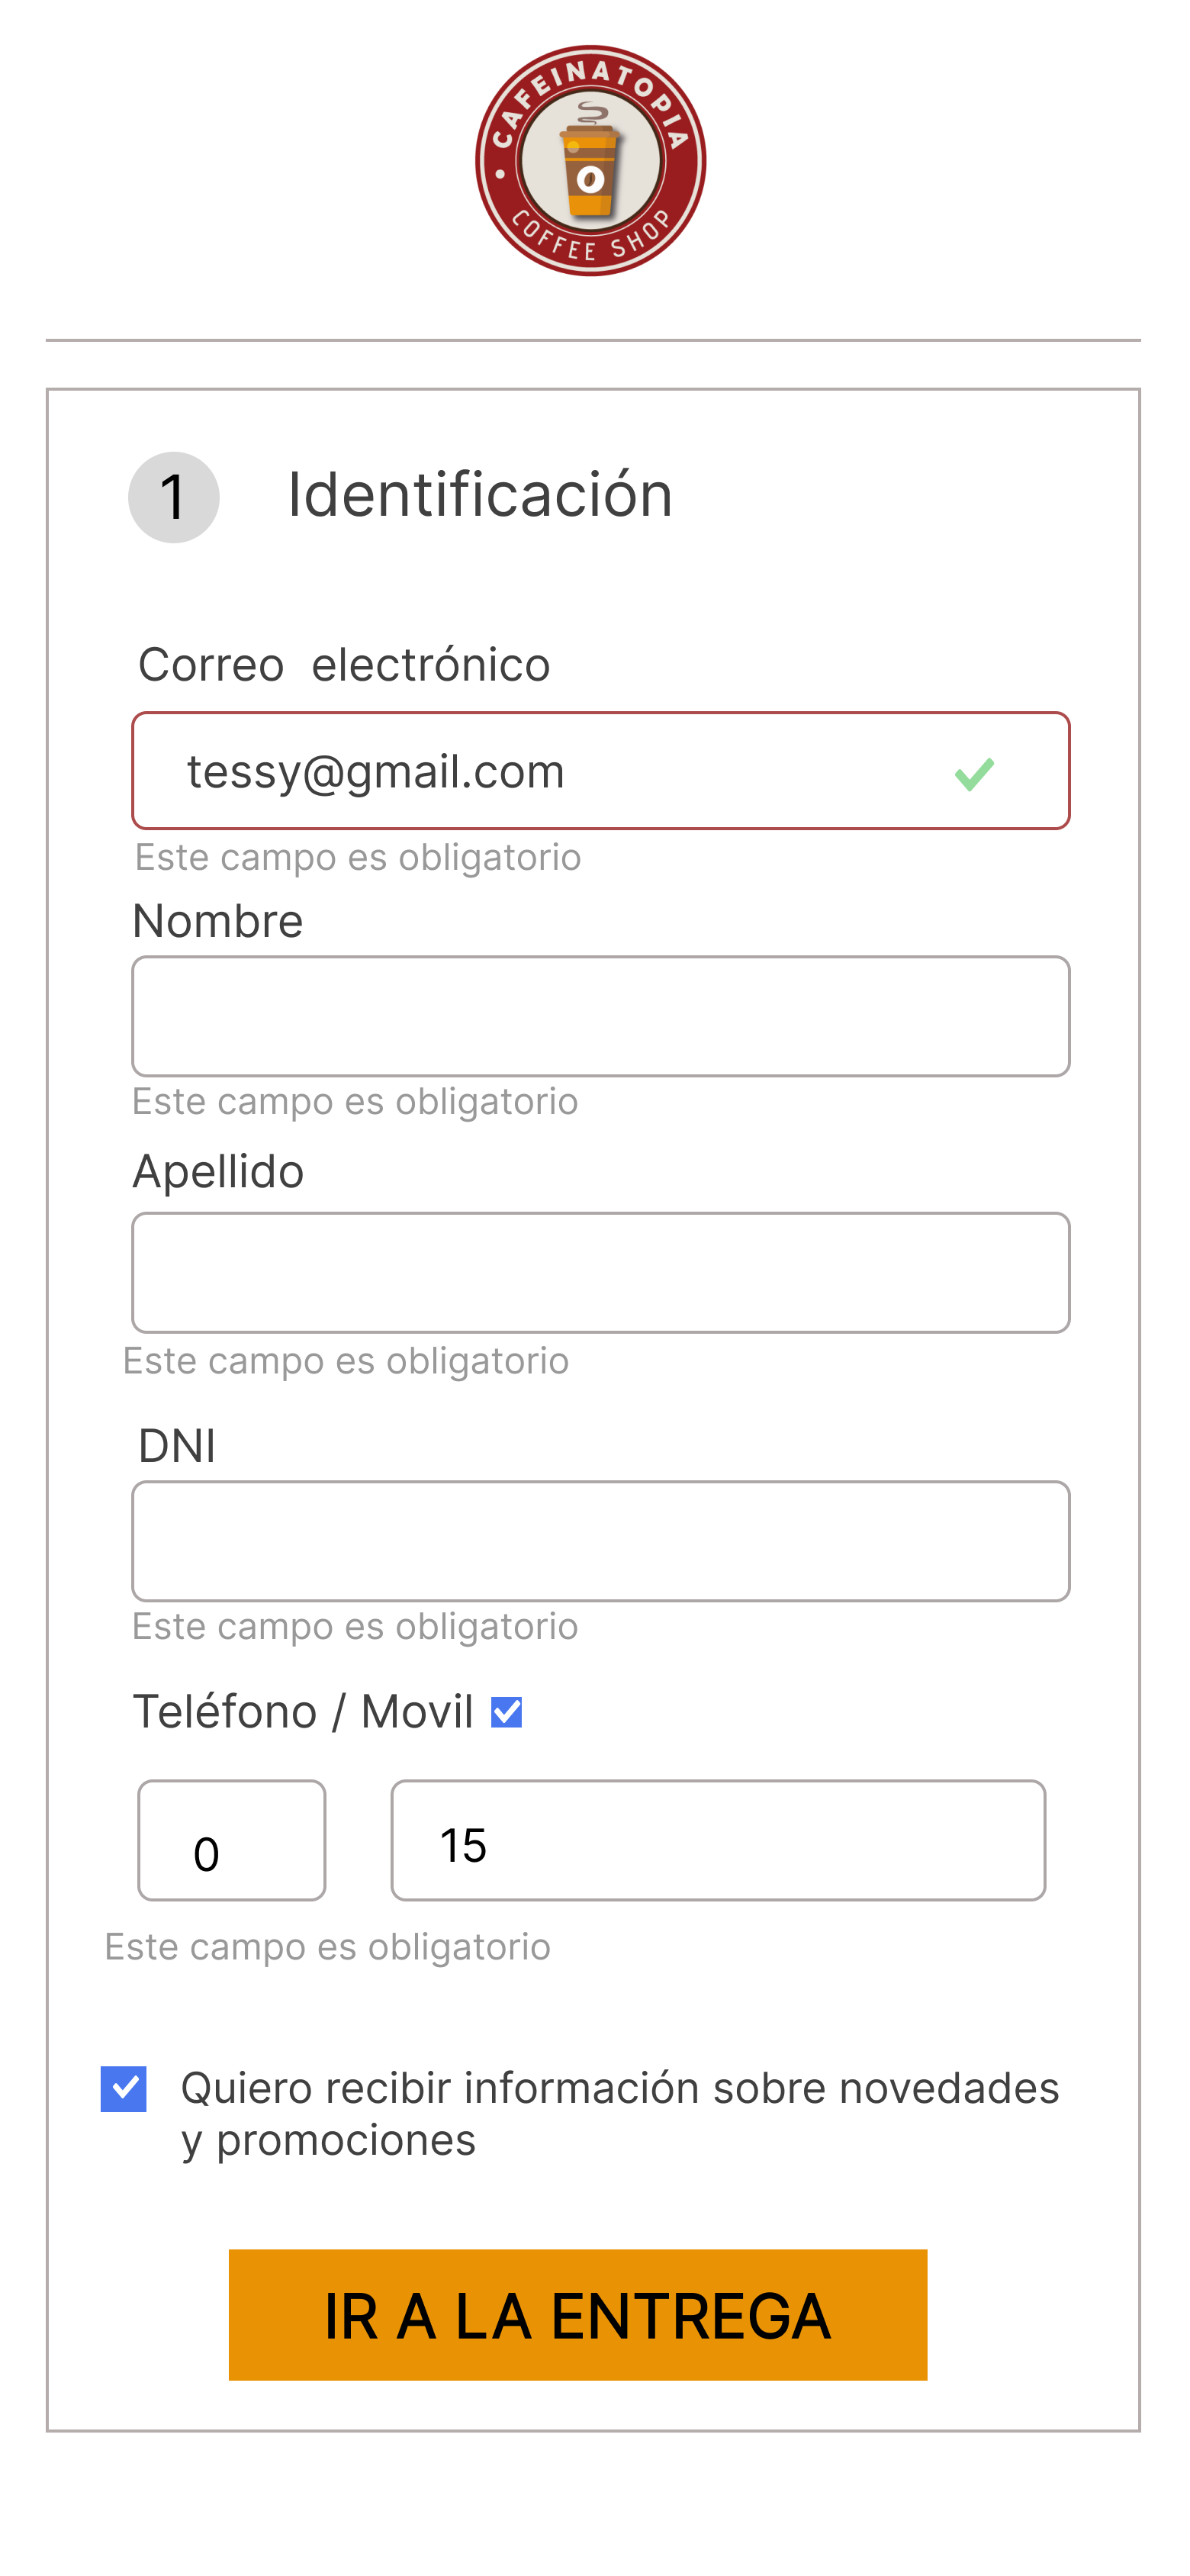 • CAFEINATOPIA
COFFEE SHOP
1 Identificación
Correo electrónico
tessy@gmail.com
Este campo es obligatorio
Nombre
Este campo es obligatorio
Apellido
Este campo es obligatorio
DNI
Este campo es obligatorio
Teléfono / Movil
0 15
Este campo es obligatorio
Quiero recibir información sobre novedades
y promociones
IR A LA ENTREGA